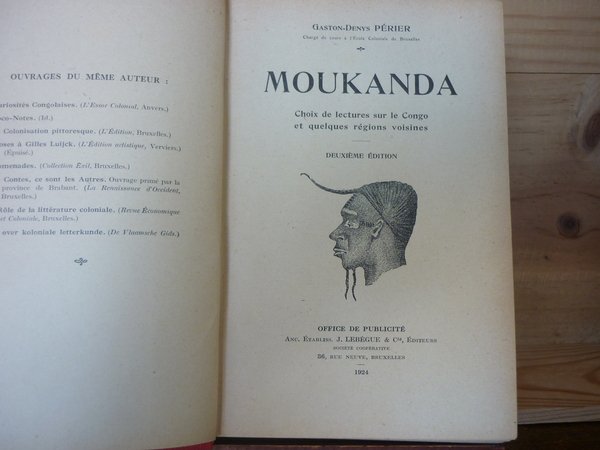 OUVRAGES DU MÊME AUTEUR :
Curiosités Congolaises. (L'Essor Colonial, Anvers.)
oco-Notes. (Id.)
Colonisation pittoresque. (L'Édition, Bruxelles.)
oses à Gilles Luijck. (L'Édition artistique, Verviers.)
(Épuisé.)
omenades. (Collection Exil, Bruxelles.)
Contes, ce sont les Autres. Ouvrage primé par la
province de Brabant. (La Renaissance d'Occident,
Bruxelles.)
Rôle de la littérature coloniale. (Revue Économique
et Coloniale, Bruxelles.)
over koloniale letterkunde. (De Vlaamsche Gids.)
GASTON-DENYS PÉRIER
Chargé de cours à l'École Coloniale de Bruxelles
MOUKANDA
Choix de lectures sur le Congo
et quelques régions voisines
DEUXIÈME ÉDITION
OFFICE DE PUBLICITÉ
ANC. ÉTABLISS. J. LEBÈGUE & Cie, ÉDITEURS
SOCIÉTÉ COOPÉRATIVE
36, RUE NEUVE, BRUXELLES
1924